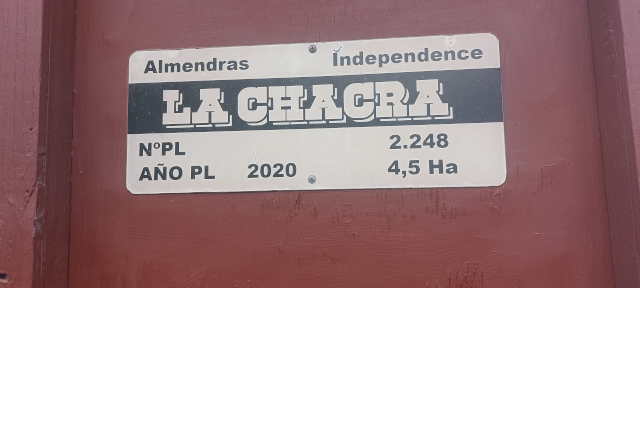 Almendras Independence
LA CHACRA
NºPL 2.248
AÑO PL 2020 4,5 Ha